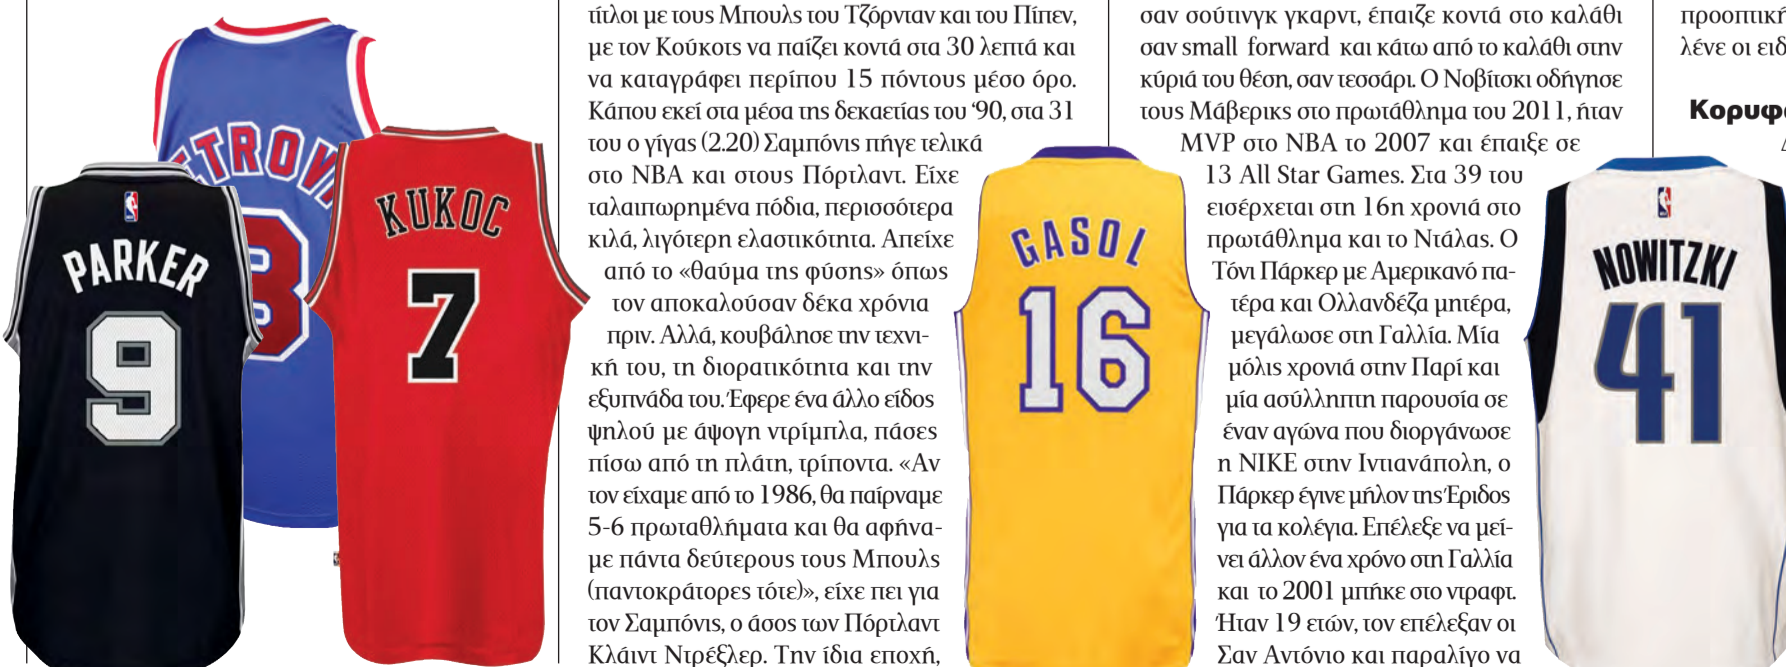 PARKER
9
KUKOC
7
τίτλοι με τους Μπουλς του Τζόρνταν και του Πίπεν,
με τον Κούκοτς να παίζει κοντά στα 30 λεπτά και
να καταγράφει περίπου 15 πόντους μέσο όρο.
Κάπου εκεί στα μέσα της δεκαετίας του ‘90, στα 31
του ο γίγας (2.20) Σαμπόνις πήγε τελικά
στο NBA και στους Πόρτλαντ. Είχε
ταλαιπωρημένα πόδια, περισσότερα
κιλά, λιγότερη ελαστικότητα. Απείχε
από το «θαύμα της φύσης» όπως
τον αποκαλούσαν δέκα χρόνια
πριν. Αλλά, κουβάλησε την τεχνι-
κή του, τη διορατικότητα και την
εξυπνάδα του. Έφερε ένα άλλο είδος
ψηλού με άψογη ντρίμπλα, πάσες
πίσω από τη πλάτη, τρίποντα. «Αν
τον είχαμε από το 1986, θα παίρναμε
5-6 πρωταθλήματα και θα αφήνα-
με πάντα δεύτερους τους Μπουλς
(παντοκράτορες τότε)», είχε πει για
τον Σαμπόνις, ο άσος των Πόρτλαντ
Κλάιντ Ντρέξλερ. Την ίδια εποχή,
GASOL
16
σαν σούτινγκ γκαρντ, έπαιζε κοντά στο καλάθι
σαν small forward και κάτω από το καλάθι στην
κύριά του θέση, σαν τεσσάρι. Ο Νοβίτσκι οδήγησε
τους Μάβερικς στο πρωτάθλημα του 2011, ήταν
MVP στο NBA το 2007 και έπαιξε σε
13 All Star Games. Στα 39 του
εισέρχεται στη 16η χρονιά στο
πρωτάθλημα και το Ντάλας. Ο
Τόνι Πάρκερ με Αμερικανό πα-
τέρα και Ολλανδέζα μητέρα,
μεγάλωσε στη Γαλλία. Μία
μόλις χρονιά στην Παρί και
μία ασύλληπτη παρουσία σε
έναν αγώνα που διοργάνωσε
η NIKE στην Ιντιανάπολη, ο
Πάρκερ έγινε μήλον της Έριδος
για τα κολέγια. Επέλεξε να μεί-
νει άλλον ένα χρόνο στη Γαλλία
και το 2001 μπήκε στο ντραφτ.
Ήταν 19 ετών, τον επέλεξαν οι
Σαν Αντόνιο και παραλίγο να
NOWITZKI
41
λένε οι